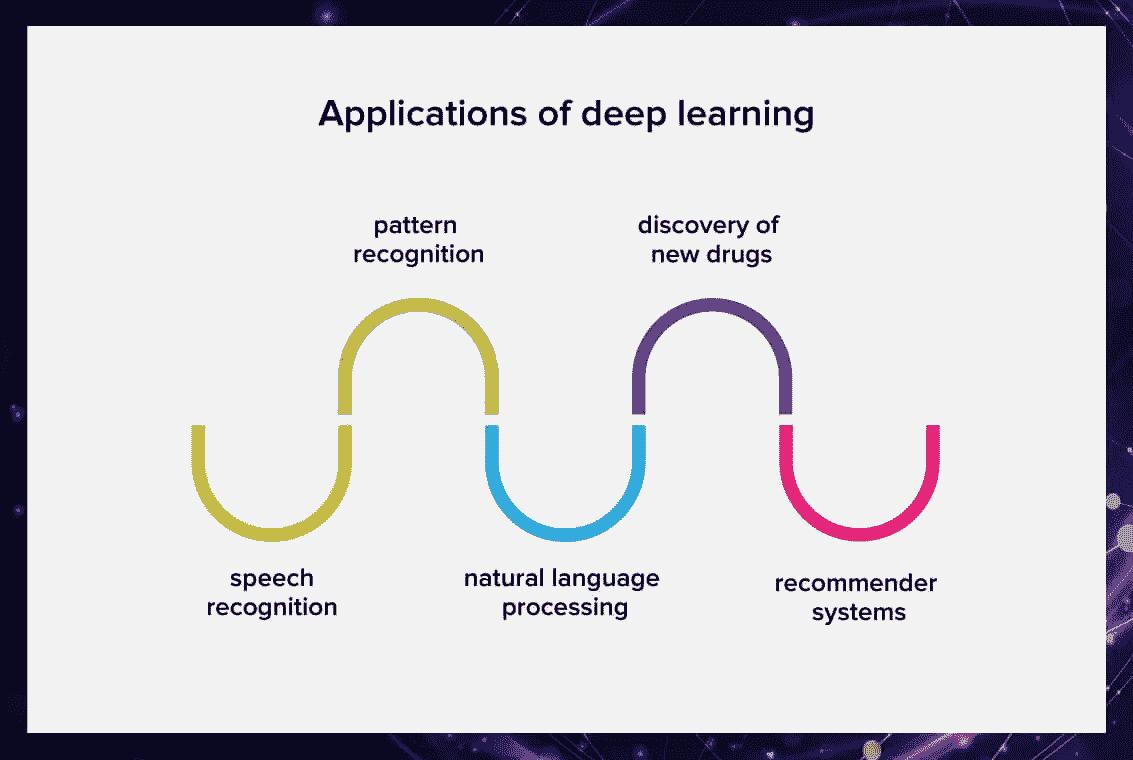 Applications of deep learning
pattern
recognition
discovery of
new drugs
speech
recognition
natural language
processing
recommender
systems